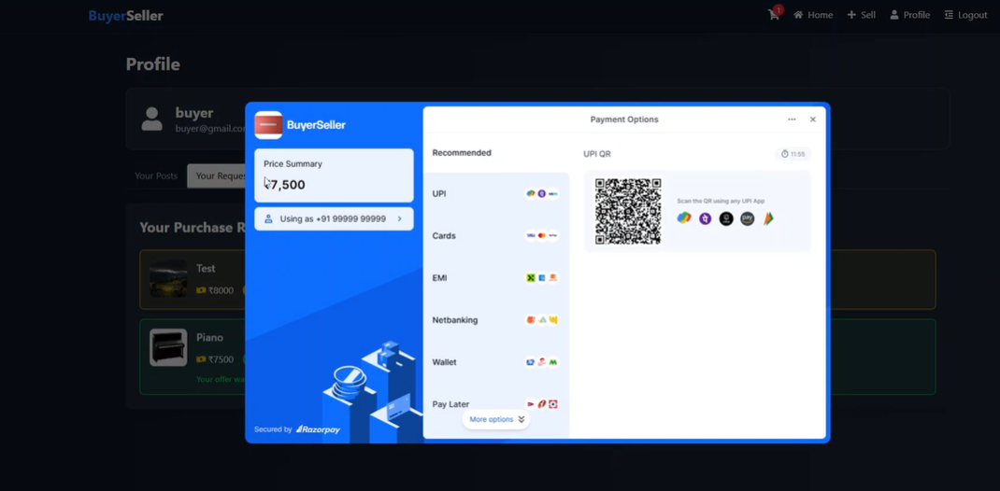 BuyerSeller
1
Home
Sell
Profile
Logout
Profile
buyer
buyer@gmail.co
Your Posts
Your Reque
Your Purchase R
Test
₹8000
Piano
₹7500
Your offer wa
BuyerSeller
Price Summary
₹7,500
Using as +91 99999 99999
Secured by Razorpay
Payment Options
Recommended
UPI
Cards
EMI
Netbanking
Wallet
Pay Later
More options
UPI QR
11:55
Scan the QR using any UPI App
pay